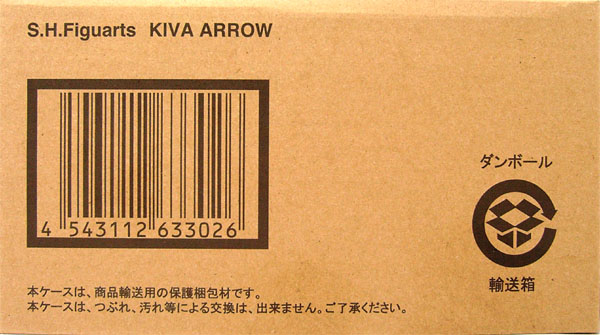 S.H.Figuarts KIVA ARROW
4 543112 633026
ダンボール
輸送箱
本ケースは、商品輸送用の保護梱包材です。
本ケースは、つぶれ、汚れ等による交換は、出来ません。ご了承ください。